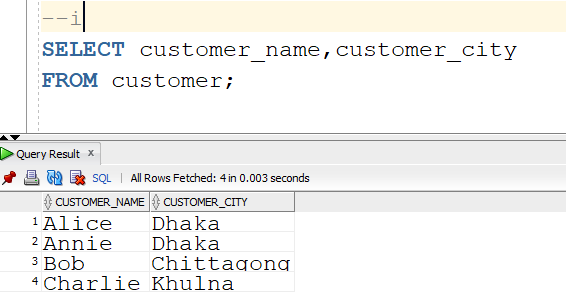 --i
SELECT customer_name,customer_city
FROM customer;
Query Result x
SQL | All Rows Fetched: 4 in 0.003 seconds
CUSTOMER_NAME CUSTOMER_CITY
1 Alice Dhaka
2 Annie Dhaka
3 Bob Chittagong
4 Charlie Khulna